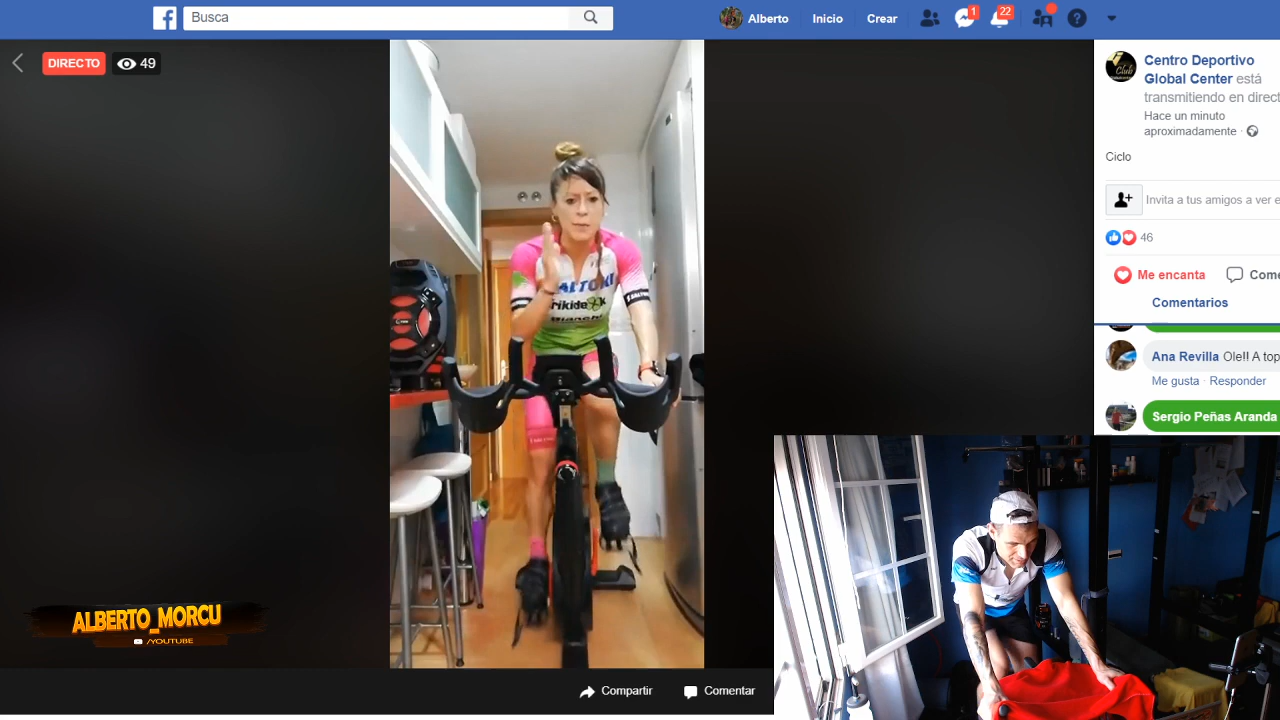 Busca
Alberto
Inicio
Crear
1
22
DIRECTO
49
Centro Deportivo
Global Center está
transmitiendo en direct
Hace un minuto
aproximadamente ·
Ciclo
Invita a tus amigos a ver e
46
Me encanta
Come
Comentarios
Ana Revilla Ole!! A top
Me gusta · Responder
Sergio Peñas Aranda
ALTOKI
Bianchi
ALBERTO_MORCU
/YOUTUBE
Compartir
Comentar